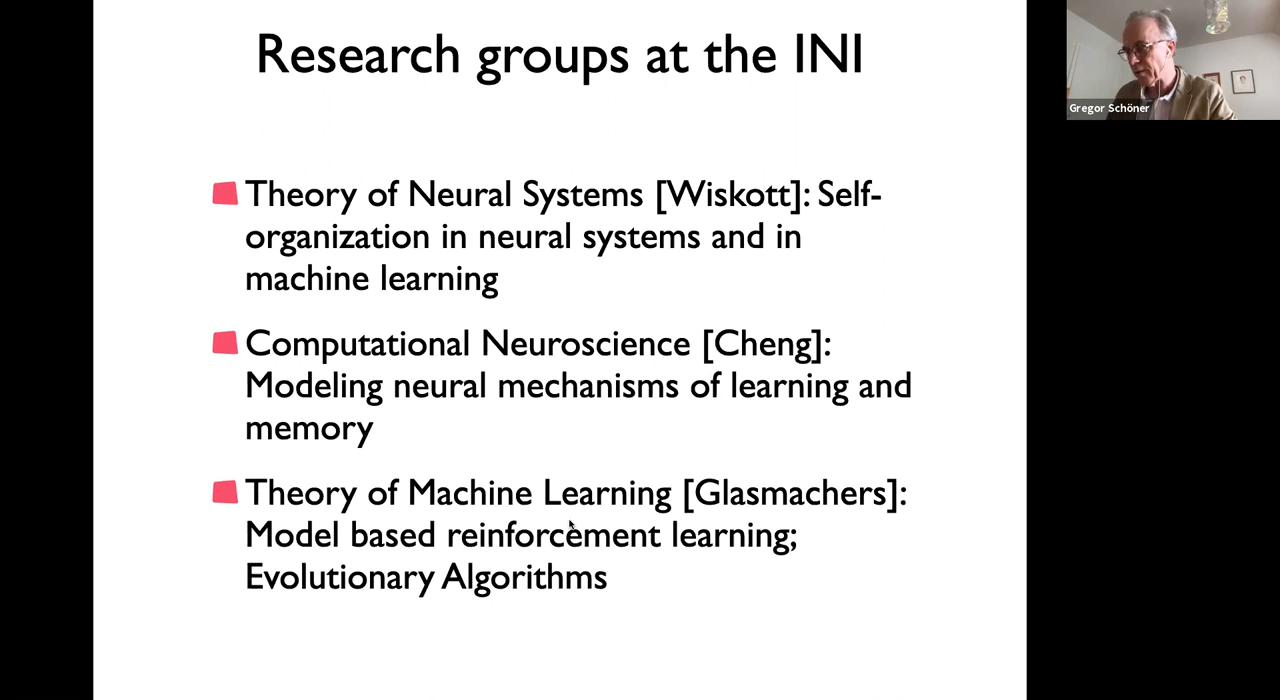 Research groups at the INI
Gregor Schöner
Theory of Neural Systems [Wiskott]: Self-
organization in neural systems and in
machine learning
Computational Neuroscience [Cheng]:
Modeling neural mechanisms of learning and
memory
Theory of Machine Learning [Glasmachers]:
Model based reinforcement learning;
Evolutionary Algorithms